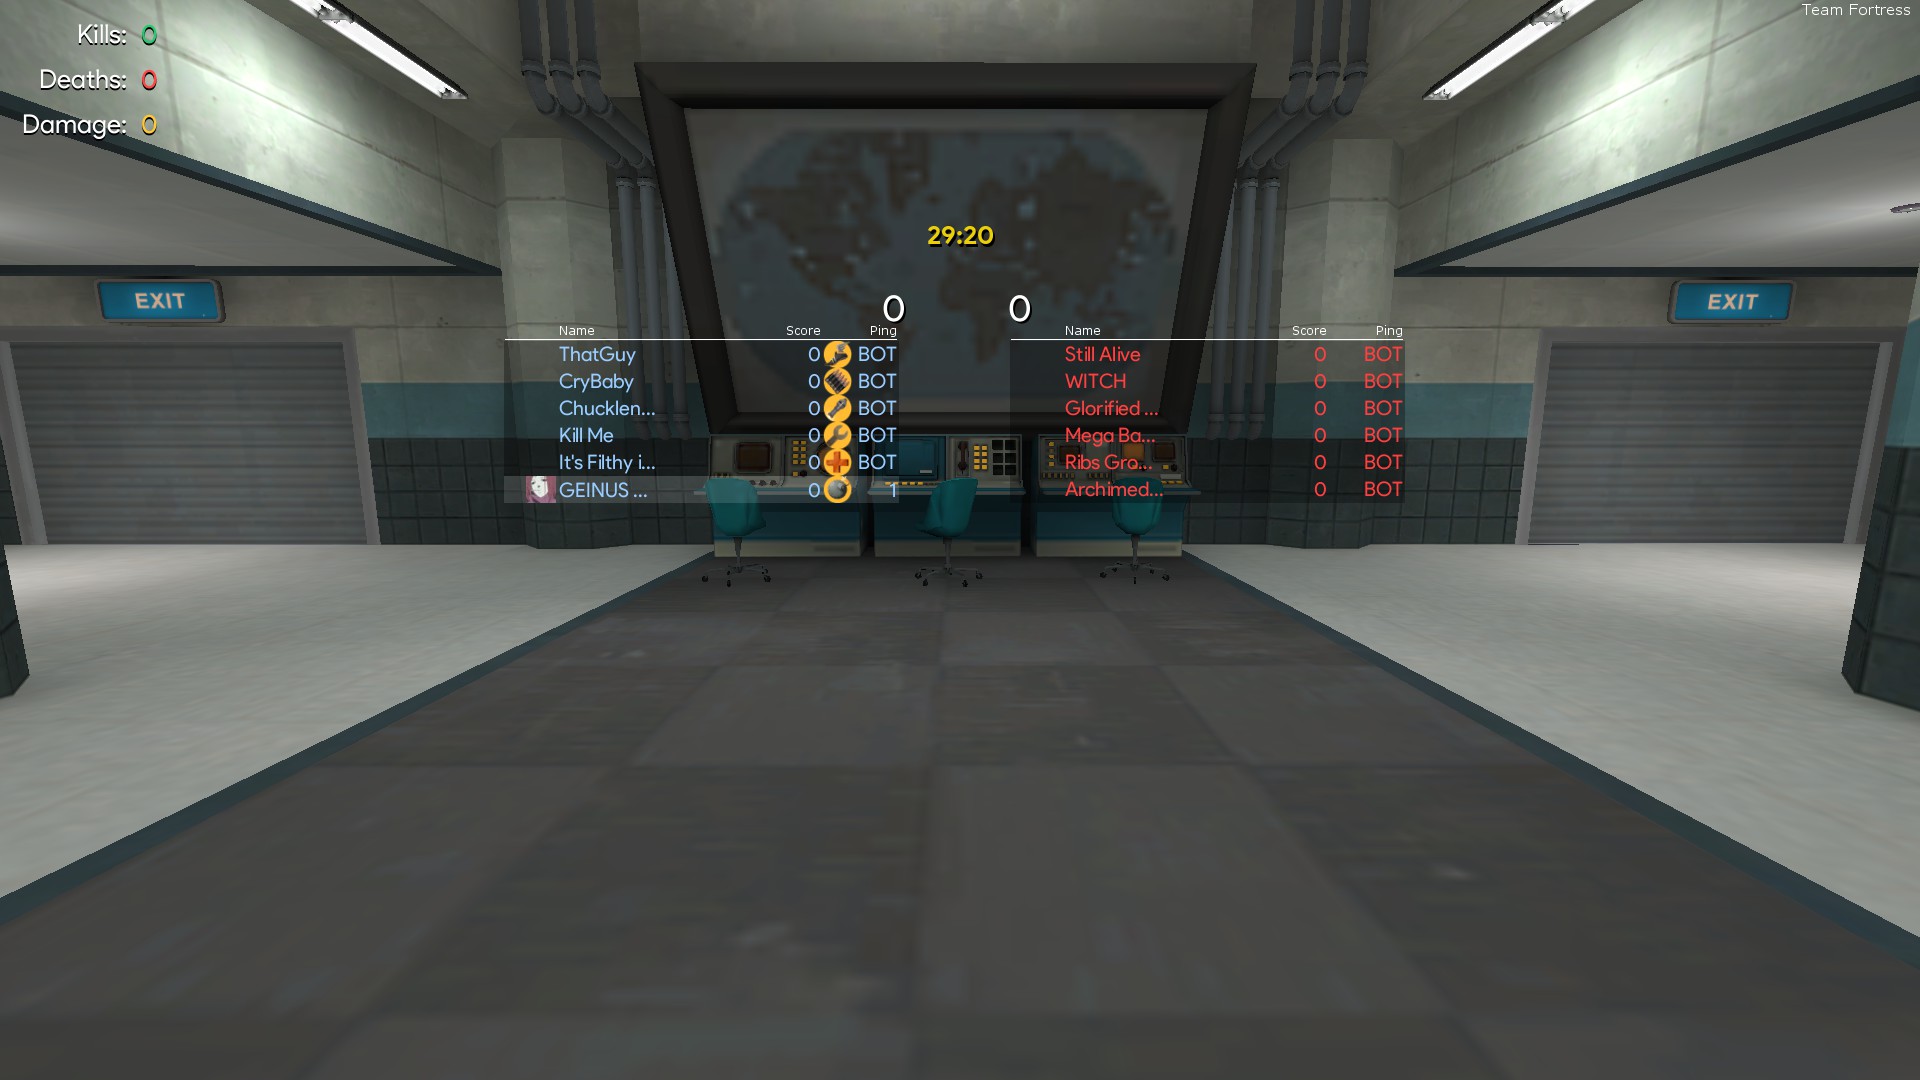 Team Fortress
Kills: 0
Deaths: 0
Damage: 0
29:20
EXIT
EXIT
0 0
Name Score Ping
ThatGuy 0 BOT
CryBaby 0 BOT
Chucklen... 0 BOT
Kill Me 0 BOT
It's Filthy i... 0 BOT
GEINUS ... 0 1
Name Score Ping
Still Alive 0 BOT
WITCH 0 BOT
Glorified ... 0 BOT
Mega Ba... 0 BOT
Ribs Gro... 0 BOT
Archimed... 0 BOT